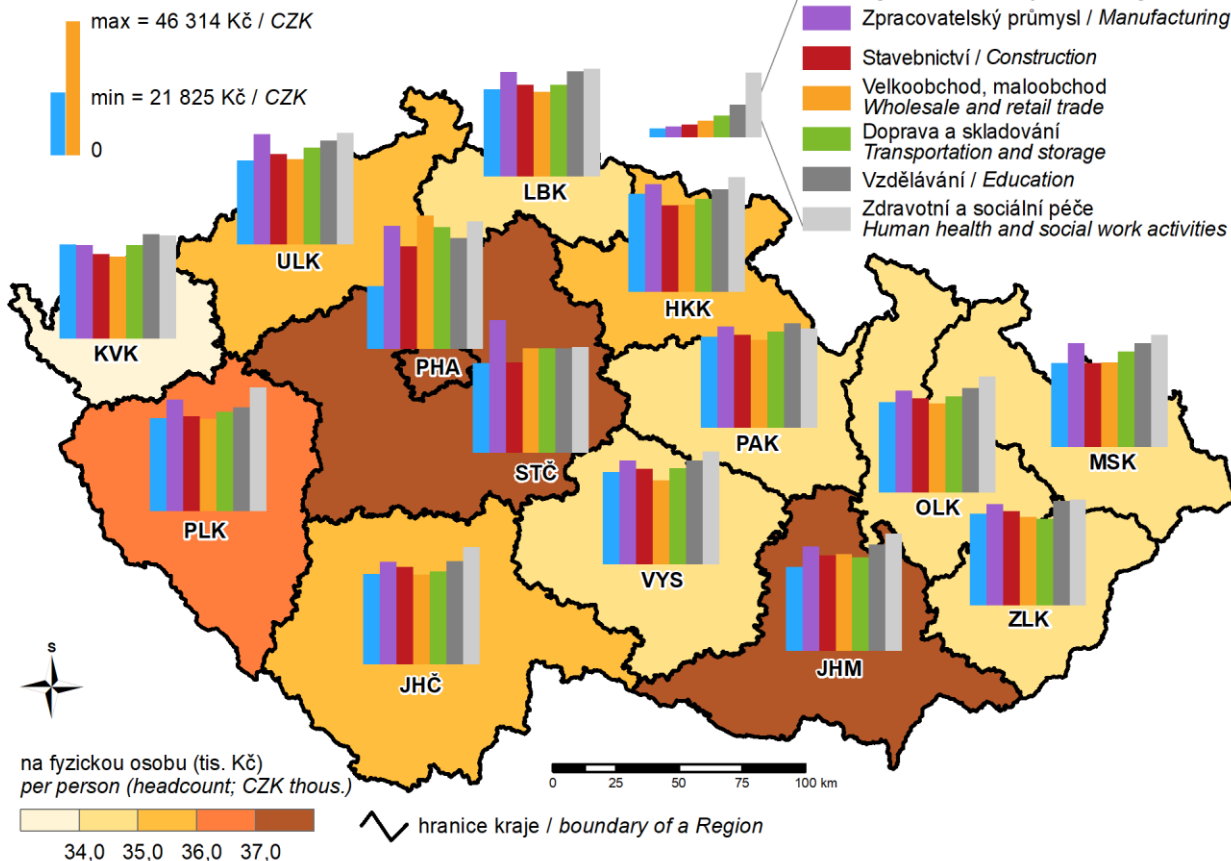 max = 46 314 Kč / CZK
min = 21 825 Kč / CZK
0
Zpracovatelský průmysl / Manufacturing
Stavebnictví / Construction
Velkoobchod, maloobchod
Wholesale and retail trade
Doprava a skladování
Transportation and storage
Vzdělávání / Education
Zdravotní a sociální péče
Human health and social work activities
LBK
ULK
HKK
KVK
PHA
PAK
MSK
STČ
OLK
PLK
VYS
ZLK
JHM
JHČ
S
na fyzickou osobu (tis. Kč)
per person (headcount; CZK thous.)
34,0 35,0 36,0 37,0
0 25 50 75 100 km
hranice kraje / boundary of a Region